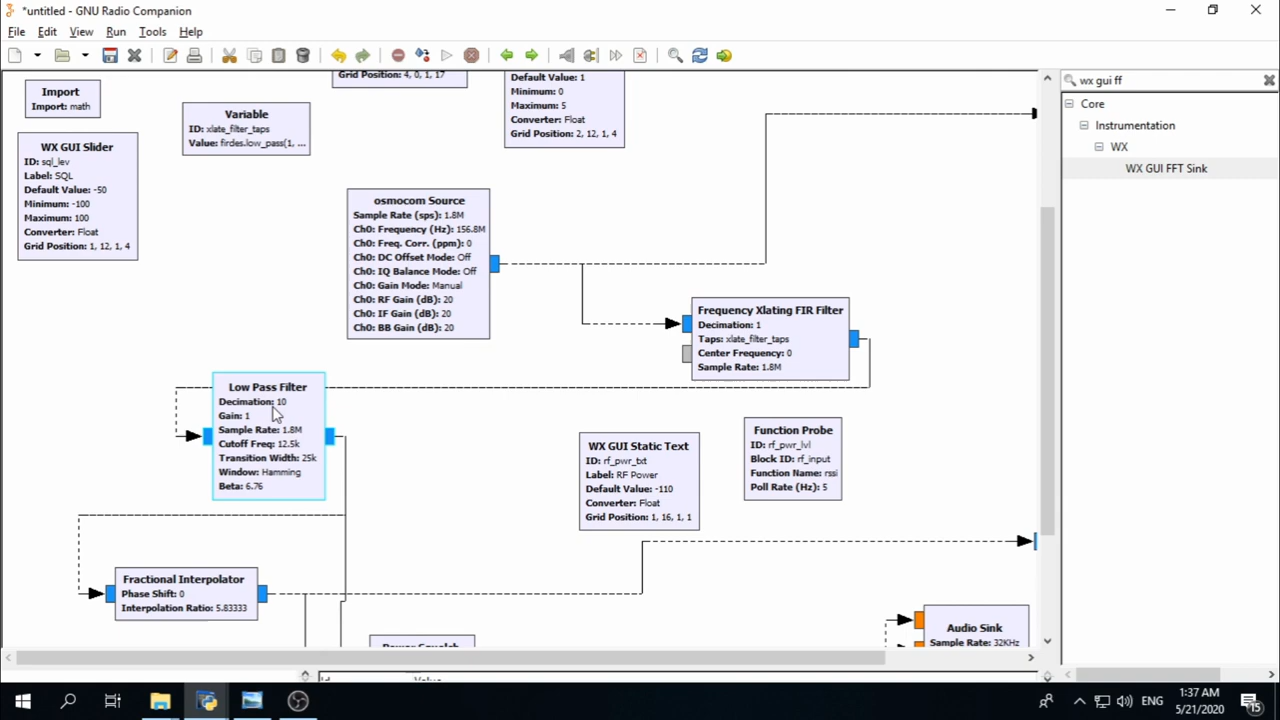 *untitled - GNU Radio Companion
File Edit View Run Tools Help
Grid Position: 4, 0, 1, 17
Default Value: 1
Minimum: 0
Maximum: 5
Converter: Float
Grid Position: 2, 12, 1, 4
Import
Import: math
Variable
ID: xlate_filter_taps
Value: firdes.low_pass(1, ...
WX GUI Slider
ID: sql_lev
Label: SQL
Default Value: -50
Minimum: -100
Maximum: 100
Converter: Float
Grid Position: 1, 12, 1, 4
osmocom Source
Sample Rate (sps): 1.8M
Ch0: Frequency (Hz): 156.8M
Ch0: Freq. Corr. (ppm): 0
Ch0: DC Offset Mode: Off
Ch0: IQ Balance Mode: Off
Ch0: Gain Mode: Manual
Ch0: RF Gain (dB): 20
Ch0: IF Gain (dB): 20
Ch0: BB Gain (dB): 20
Frequency Xlating FIR Filter
Decimation: 1
Taps: xlate_filter_taps
Center Frequency: 0
Sample Rate: 1.8M
Low Pass Filter
Decimation: 10
Gain: 1
Sample Rate: 1.8M
Cutoff Freq: 12.5k
Transition Width: 25k
Window: Hamming
Beta: 6.76
WX GUI Static Text
ID: rf_pwr_txt
Label: RF Power
Default Value: -110
Converter: Float
Grid Position: 1, 16, 1, 1
Function Probe
ID: rf_pwr_lvl
Block ID: rf_input
Function Name: rssi
Poll Rate (Hz): 5
Fractional Interpolator
Phase Shift: 0
Interpolation Ratio: 5.83333
Power Squelch
Audio Sink
Sample Rate: 32KHz
Id Value
wx gui ff
Core
Instrumentation
WX
WX GUI FFT Sink
ENG
1:37 AM
5/21/2020
15